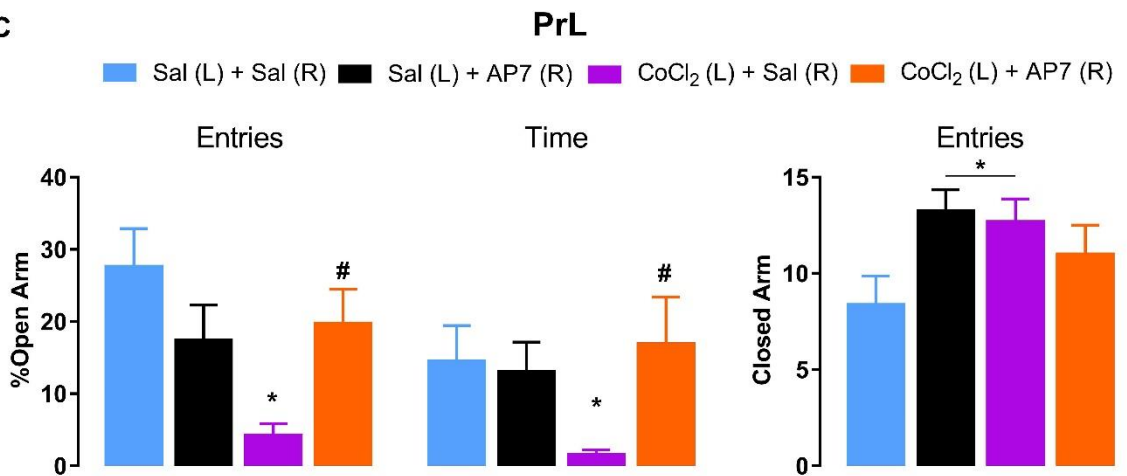 C
PrL
Sal (L) + Sal (R) Sal (L) + AP7 (R) CoCl₂ (L) + Sal (R) CoCl₂ (L) + AP7 (R)
Entries Time Entries
%Open Arm
40
30
20
10
0
*
#
*
#
Closed Arm
15
10
5
0
*